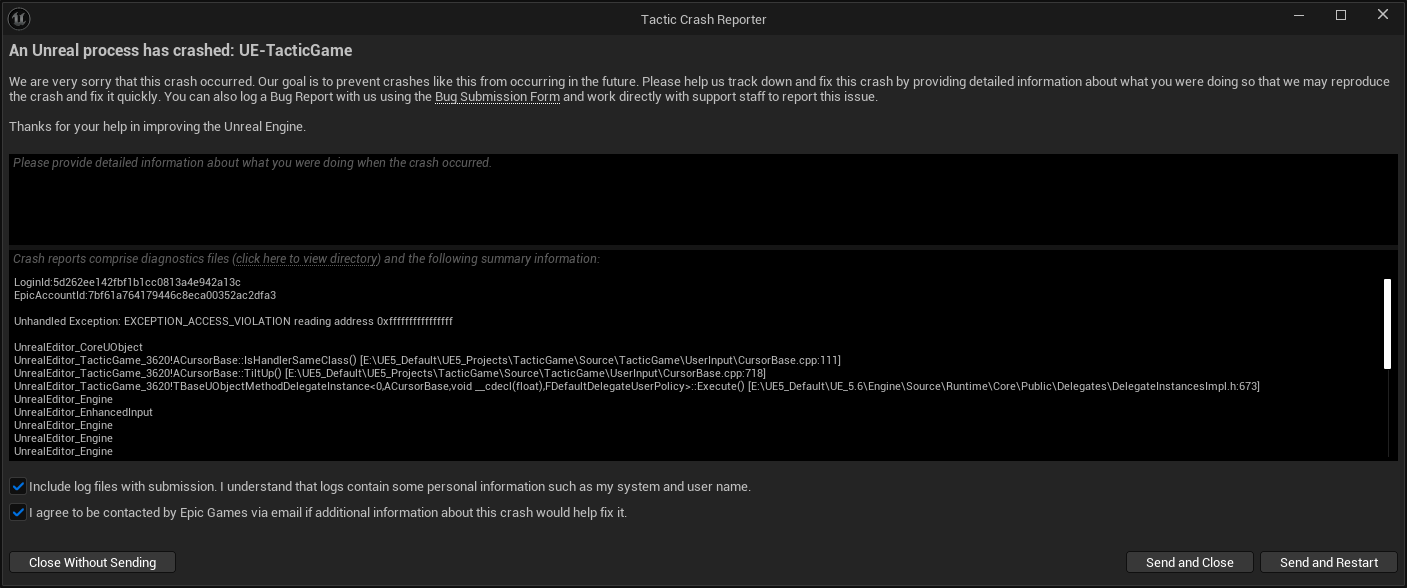 Tactic Crash Reporter
An Unreal process has crashed: UE-TacticGame
We are very sorry that this crash occurred. Our goal is to prevent crashes like this from occurring in the future. Please help us track down and fix this crash by providing detailed information about what you were doing so that we may reproduce
the crash and fix it quickly. You can also log a Bug Report with us using the Bug Submission Form and work directly with support staff to report this issue.
Thanks for your help in improving the Unreal Engine.
Please provide detailed information about what you were doing when the crash occurred.
Crash reports comprise diagnostics files (click here to view directory) and the following summary information:
LoginId:5d262ee142fbf1b1cc0813a4e942a13c
EpicAccountId:7bf61a764179446c8eca00352ac2dfa3
Unhandled Exception: EXCEPTION_ACCESS_VIOLATION reading address 0xffffffffffffffff
UnrealEditor_CoreUObject
UnrealEditor_TacticGame_3620!ACursorBase::IsHandlerSameClass() [E:\UE5_Default\UE5_Projects\TacticGame\Source\TacticGame\UserInput\CursorBase.cpp:111]
UnrealEditor_TacticGame_3620!ACursorBase::TiltUp() [E:\UE5_Default\UE5_Projects\TacticGame\Source\TacticGame\UserInput\CursorBase.cpp:718]
UnrealEditor_TacticGame_3620!TBaseUObjectMethodDelegateInstance<0,ACursorBase,void __cdecl(float),FDefaultDelegateUserPolicy>::Execute() [E:\UE5_Default\UE_5.6\Engine\Source\Runtime\Core\Public\Delegates\DelegateInstancesImpl.h:673]
UnrealEditor_Engine
UnrealEditor_EnhancedInput
UnrealEditor_Engine
UnrealEditor_Engine
UnrealEditor_Engine
Include log files with submission. I understand that logs contain some personal information such as my system and user name.
I agree to be contacted by Epic Games via email if additional information about this crash would help fix it.
Close Without Sending
Send and Close
Send and Restart